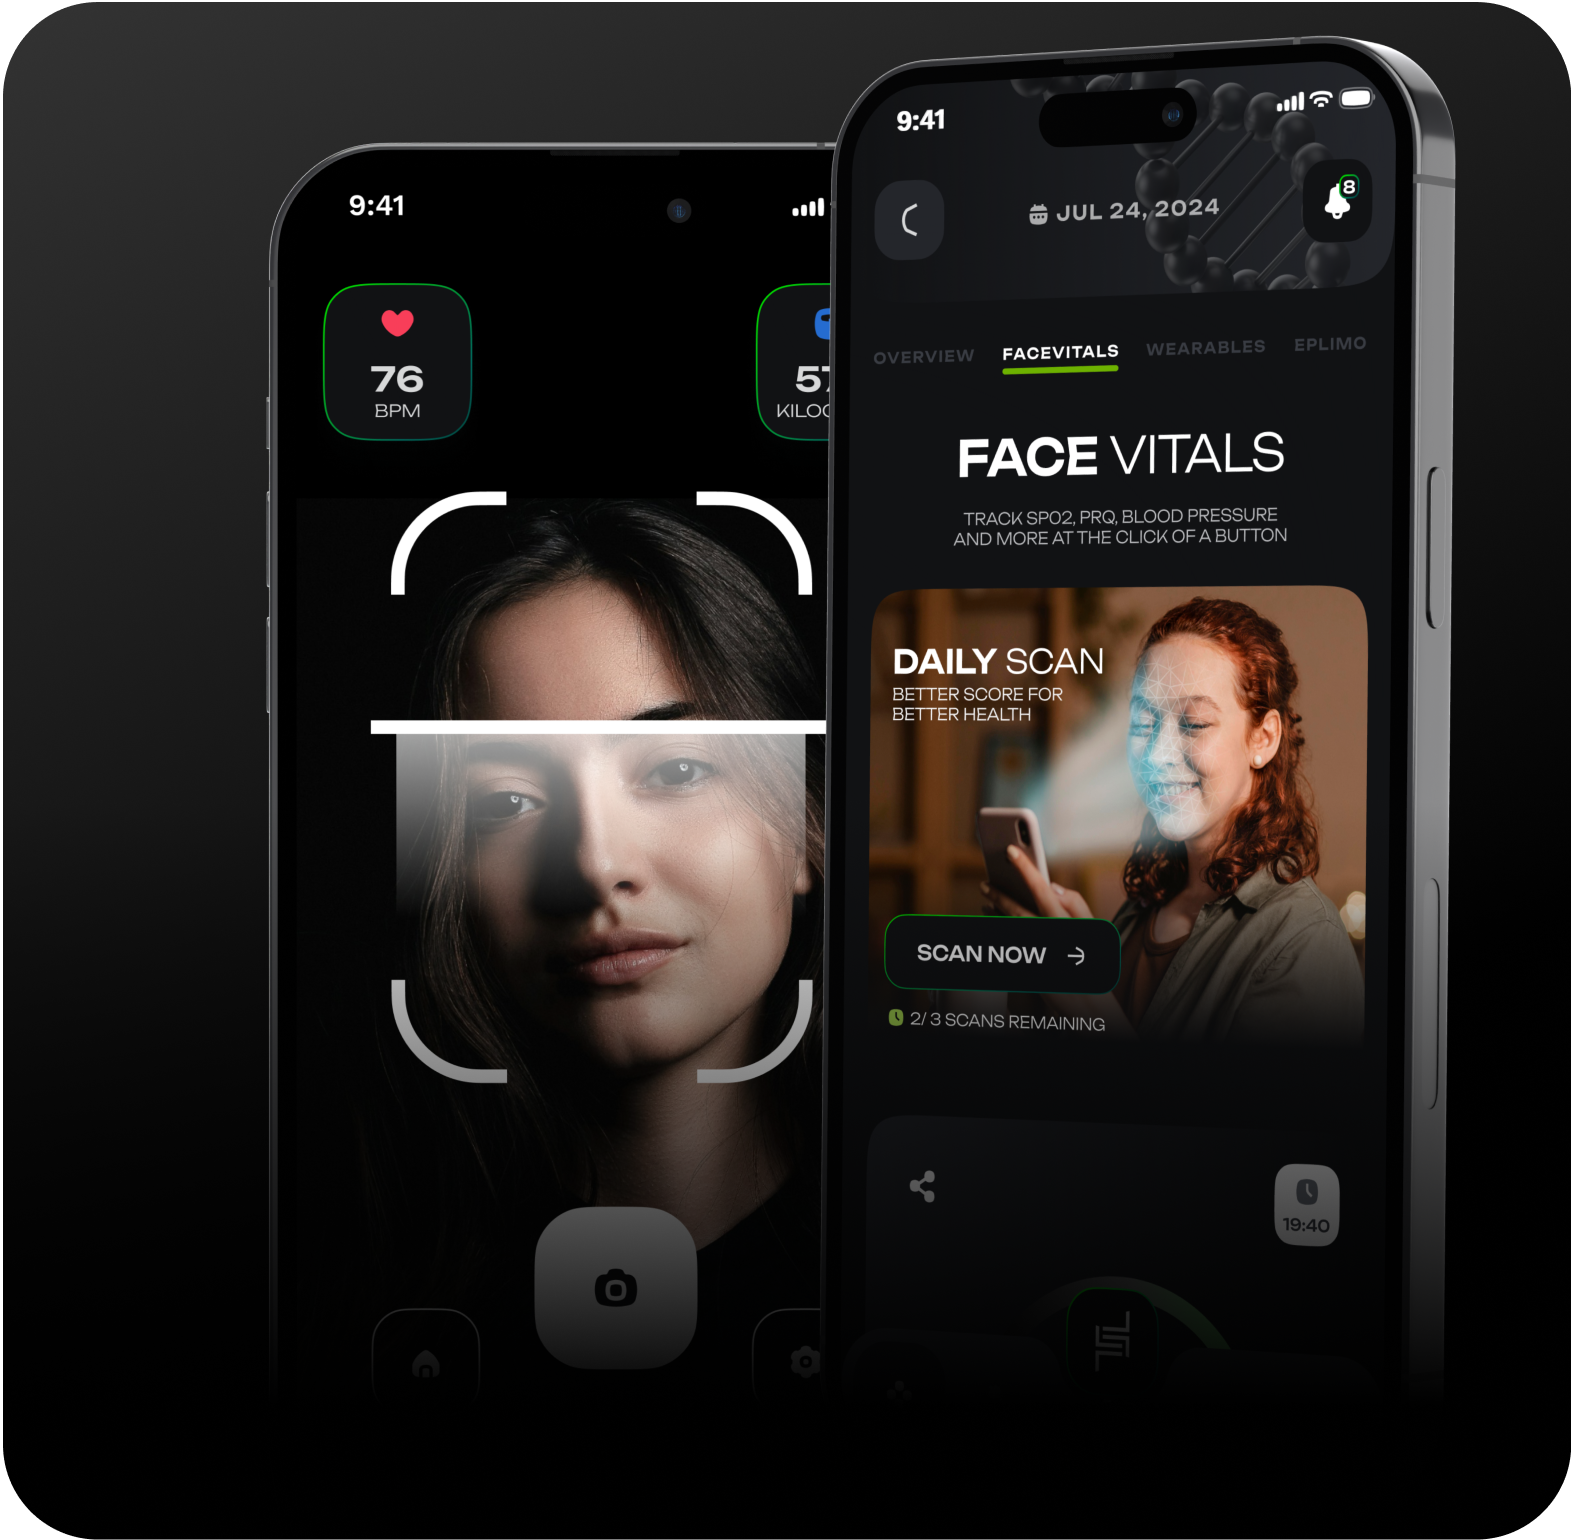 9:41
76
BPM
57
KILOG
9:41
JUL 24, 2024
8
OVERVIEW
FACEVITALS
WEARABLES
EPLIMO
FACE VITALS
TRACK SPO2, PRQ, BLOOD PRESSURE
AND MORE AT THE CLICK OF A BUTTON
DAILY SCAN
BETTER SCORE FOR
BETTER HEALTH
SCAN NOW
2/ 3 SCANS REMAINING
19:40